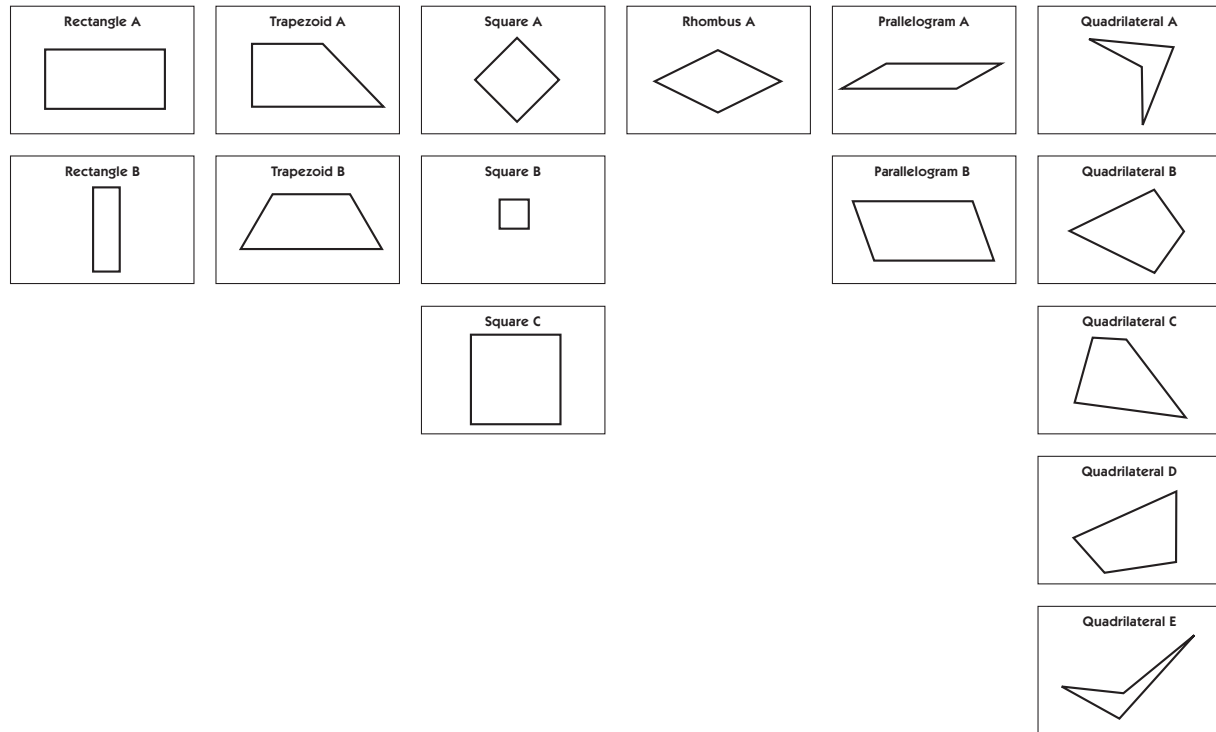 Rectangle A
Trapezoid A
Square A
Rhombus A
Prallelogram A
Quadrilateral A
Rectangle B
Trapezoid B
Square B
Parallelogram B
Quadrilateral B
Square C
Quadrilateral C
Quadrilateral D
Quadrilateral E